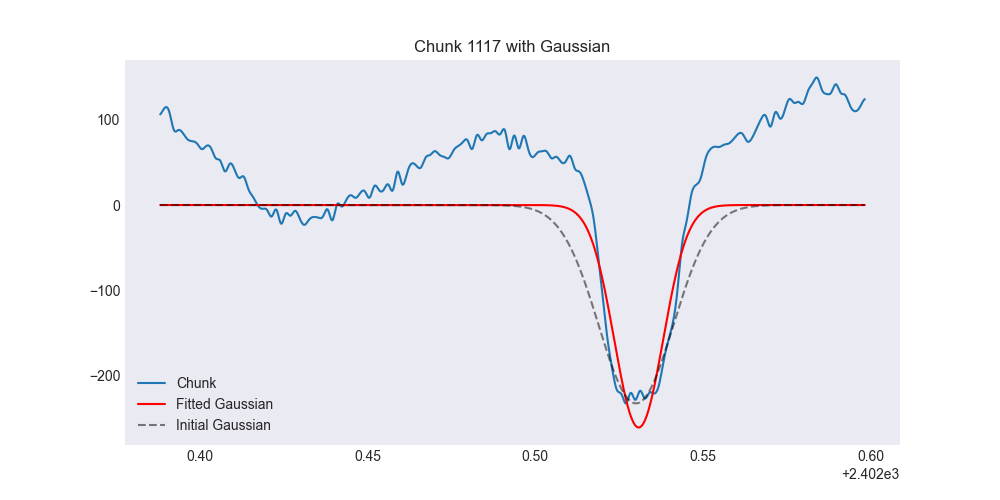 Chunk 1117 with Gaussian
100
0
−100
−200
Chunk
Fitted Gaussian
Initial Gaussian
0.40 0.45 0.50 0.55 0.60
+2.402e3